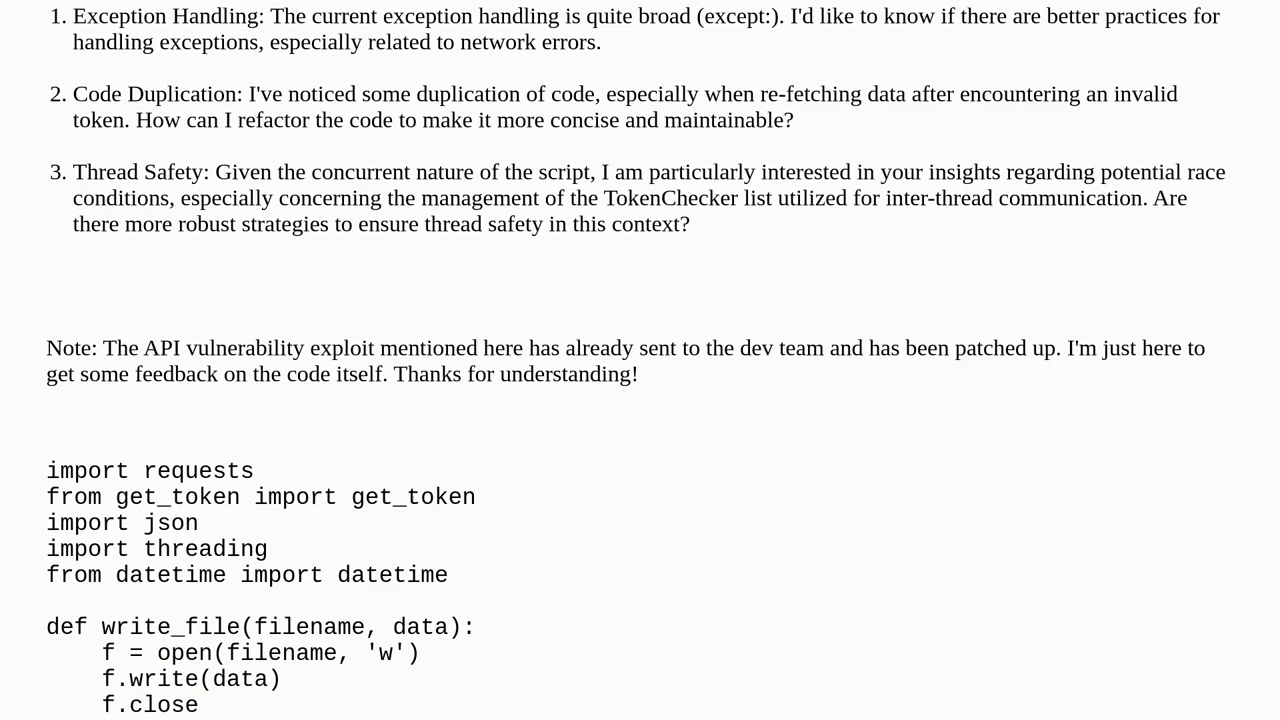 1. Exception Handling: The current exception handling is quite broad (except:). I'd like to know if there are better practices for
handling exceptions, especially related to network errors.
2. Code Duplication: I've noticed some duplication of code, especially when re-fetching data after encountering an invalid
token. How can I refactor the code to make it more concise and maintainable?
3. Thread Safety: Given the concurrent nature of the script, I am particularly interested in your insights regarding potential race
conditions, especially concerning the management of the TokenChecker list utilized for inter-thread communication. Are
there more robust strategies to ensure thread safety in this context?
Note: The API vulnerability exploit mentioned here has already sent to the dev team and has been patched up. I'm just here to
get some feedback on the code itself. Thanks for understanding!
import requests
from get_token import get_token
import json
import threading
from datetime import datetime
def write_file(filename, data):
    f = open(filename, 'w')
    f.write(data)
    f.close